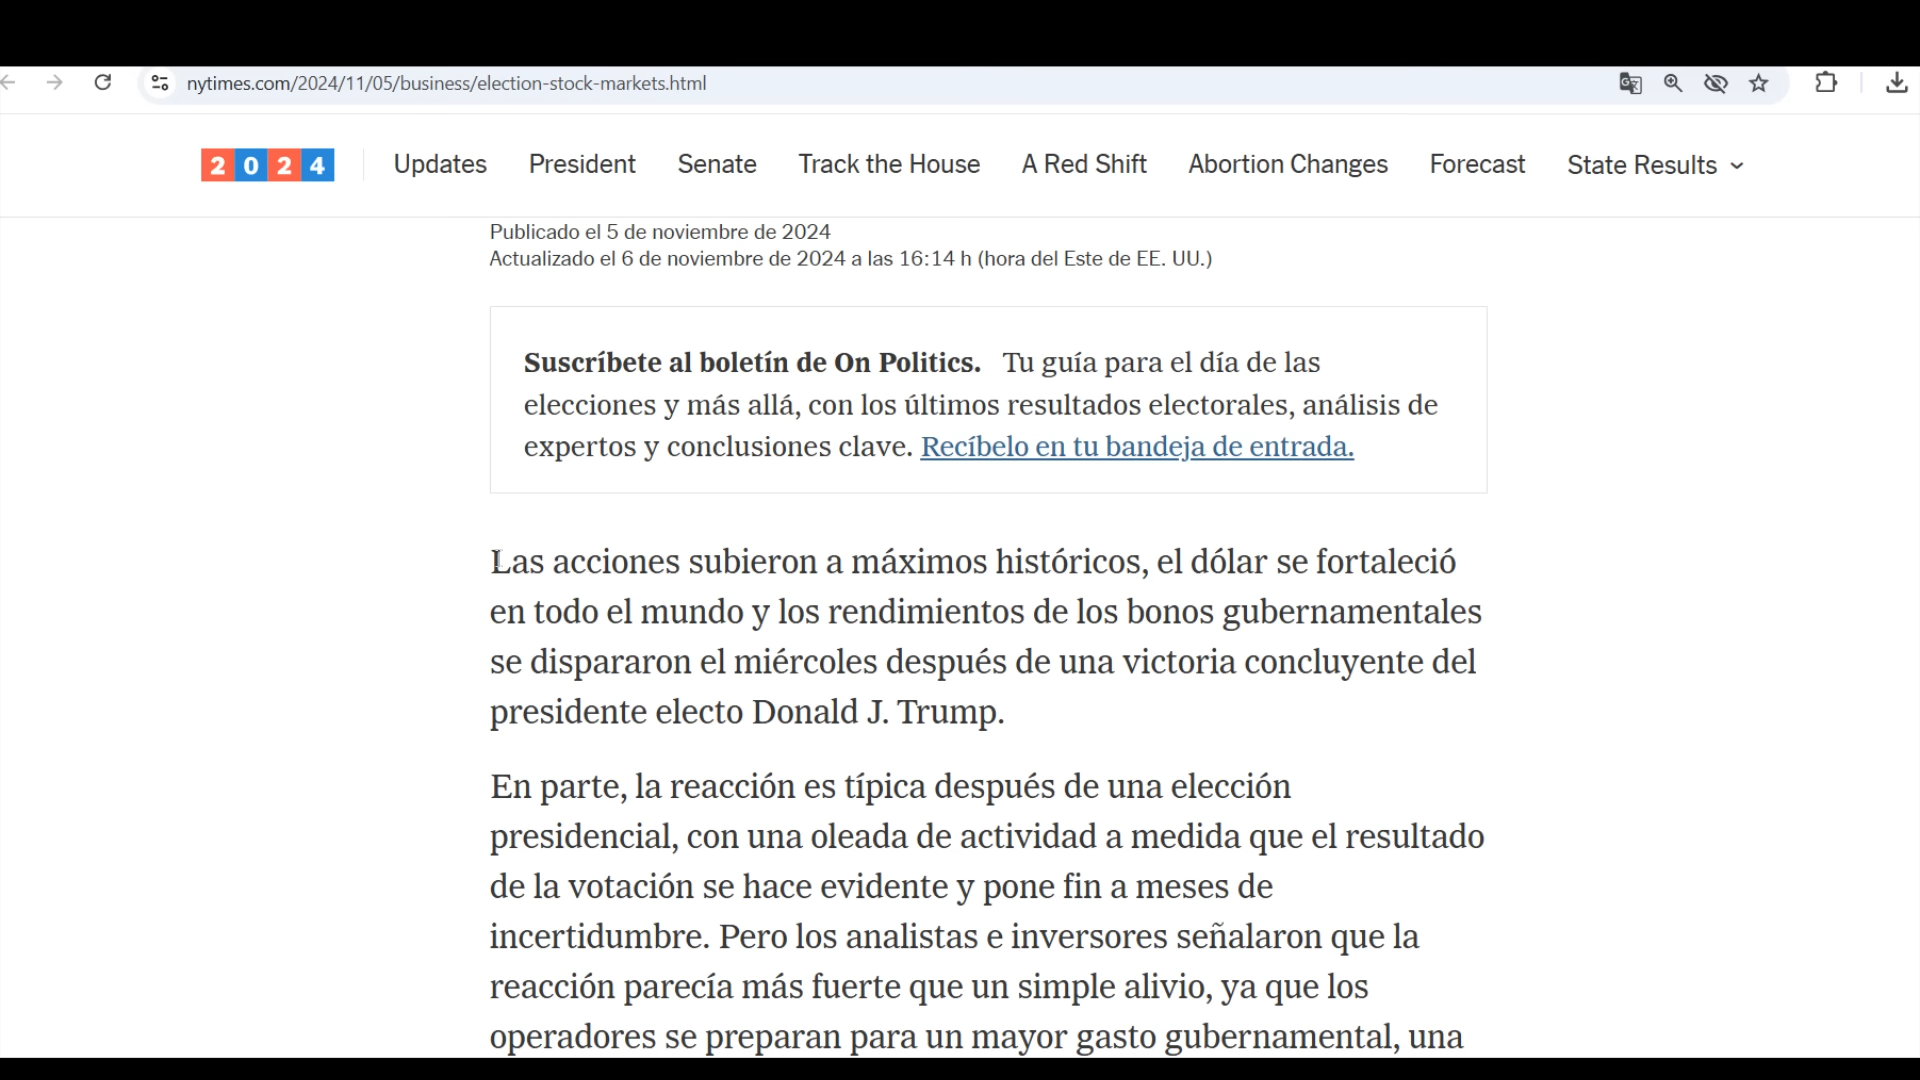 nytimes.com/2024/11/05/business/election-stock-markets.html
2024 Updates President Senate Track the House A Red Shift Abortion Changes Forecast State Results
Publicado el 5 de noviembre de 2024
Actualizado el 6 de noviembre de 2024 a las 16:14 h (hora del Este de EE. UU.)
Suscríbete al boletín de On Politics. Tu guía para el día de las
elecciones y más allá, con los últimos resultados electorales, análisis de
expertos y conclusiones clave. Recíbelo en tu bandeja de entrada.
Las acciones subieron a máximos históricos, el dólar se fortaleció
en todo el mundo y los rendimientos de los bonos gubernamentales
se dispararon el miércoles después de una victoria concluyente del
presidente electo Donald J. Trump.
En parte, la reacción es típica después de una elección
presidencial, con una oleada de actividad a medida que el resultado
de la votación se hace evidente y pone fin a meses de
incertidumbre. Pero los analistas e inversores señalaron que la
reacción parecía más fuerte que un simple alivio, ya que los
operadores se preparan para un mayor gasto gubernamental, una